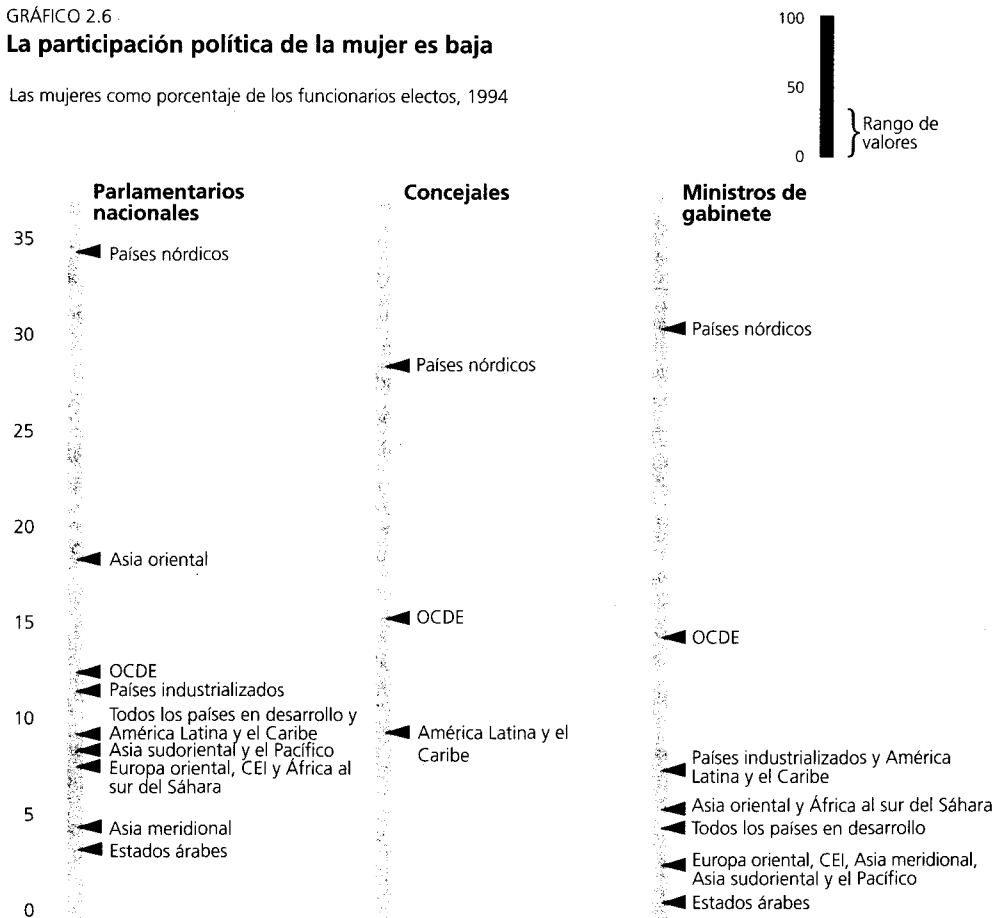 GRÁFICO 2.6
La participación política de la mujer es baja
Las mujeres como porcentaje de los funcionarios electos, 1994
100
50
0
Rango de
valores
Parlamentarios
nacionales
35
30
25
20
15
10
5
0
Países nórdicos
Asia oriental
OCDE
Países industrializados
Todos los países en desarrollo y
América Latina y el Caribe
Asia sudoriental y el Pacífico
Europa oriental, CEI y África al
sur del Sáhara
Asia meridional
Estados árabes
Concejales
Países nórdicos
OCDE
América Latina y el
Caribe
Ministros de
gabinete
Países nórdicos
OCDE
Países industrializados y América
Latina y el Caribe
Asia oriental y África al sur del Sáhara
Todos los países en desarrollo
Europa oriental, CEI, Asia meridional,
Asia sudoriental y el Pacífico
Estados árabes